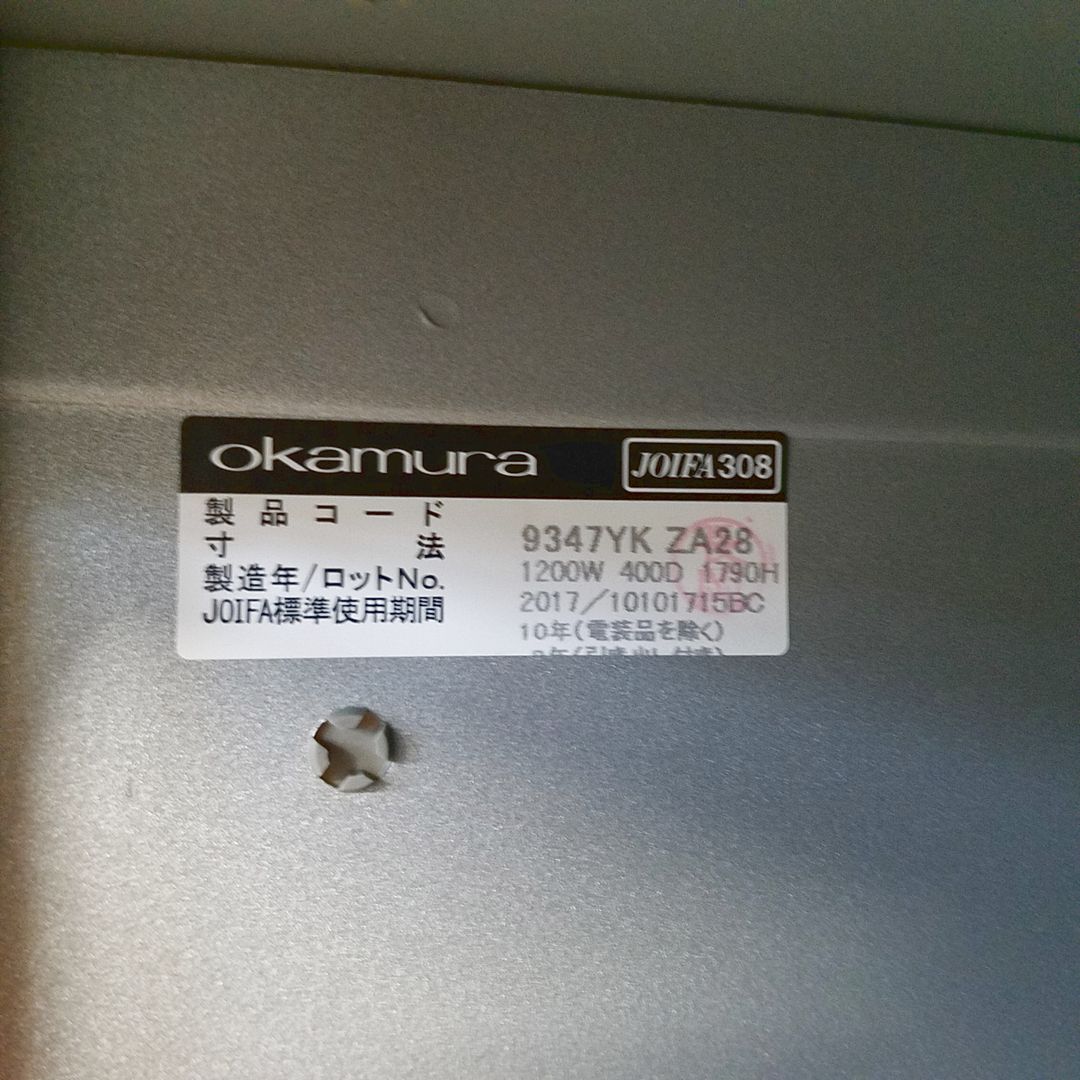 okamura JOIFA308
製品コード 9347YK ZA28
寸法 1200W 400D 1790H
製造年/ロットNo. 2017/10101715BC
JOIFA標準使用期間 10年(電装品を除く)